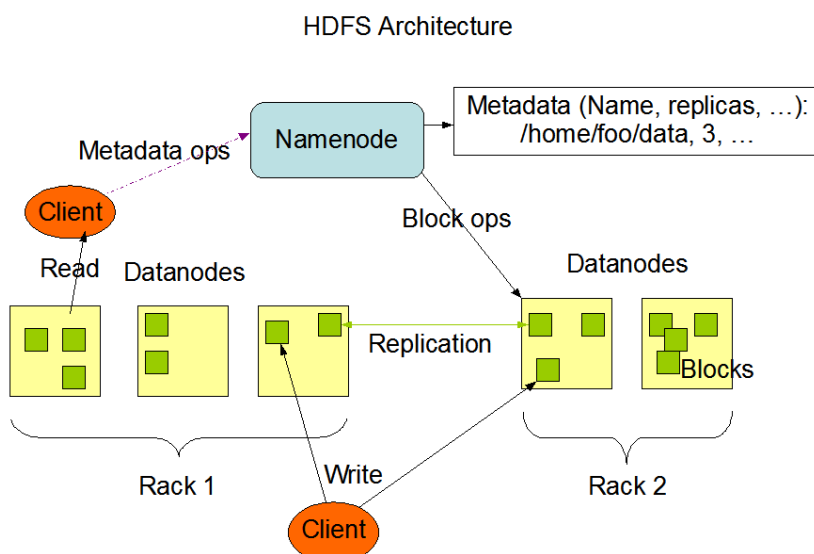 HDFS Architecture
Metadata (Name, replicas, …):
/home/foo/data, 3, …
Namenode
Metadata ops
Client
Block ops
Read
Datanodes
Datanodes
Replication
Blocks
Rack 1
Write
Rack 2
Client